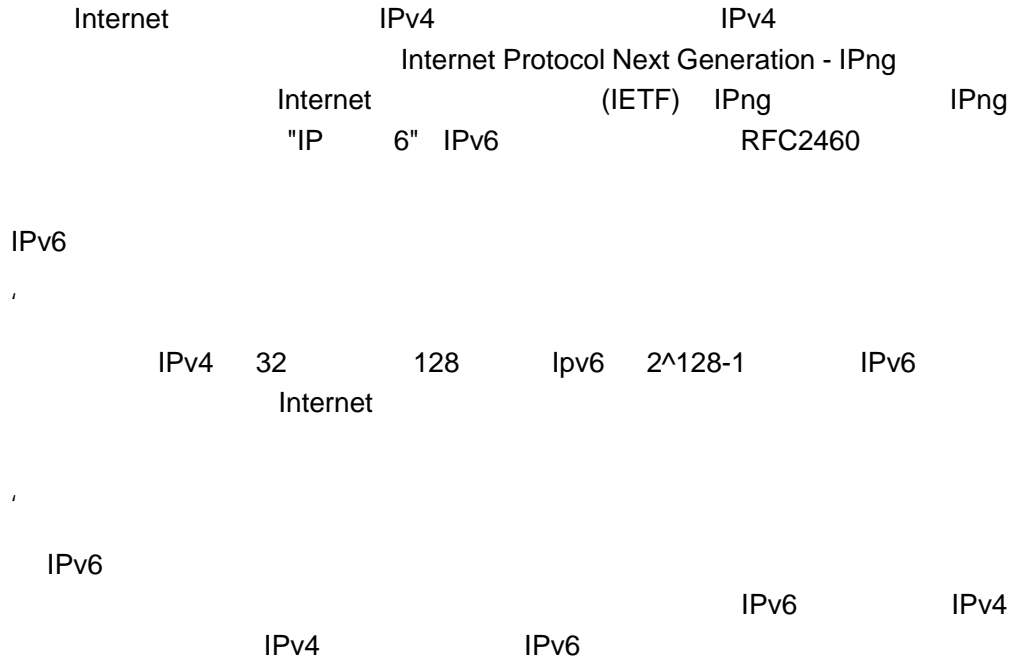 Internet IPv4 IPv4
Internet Protocol Next Generation - IPng
Internet (IETF) IPng IPng
"IP 6" IPv6 RFC2460
IPv6
‘
IPv4 32 128 Ipv6 2^128-1 IPv6
Internet
‘
IPv6
IPv6 IPv4
IPv4 IPv6